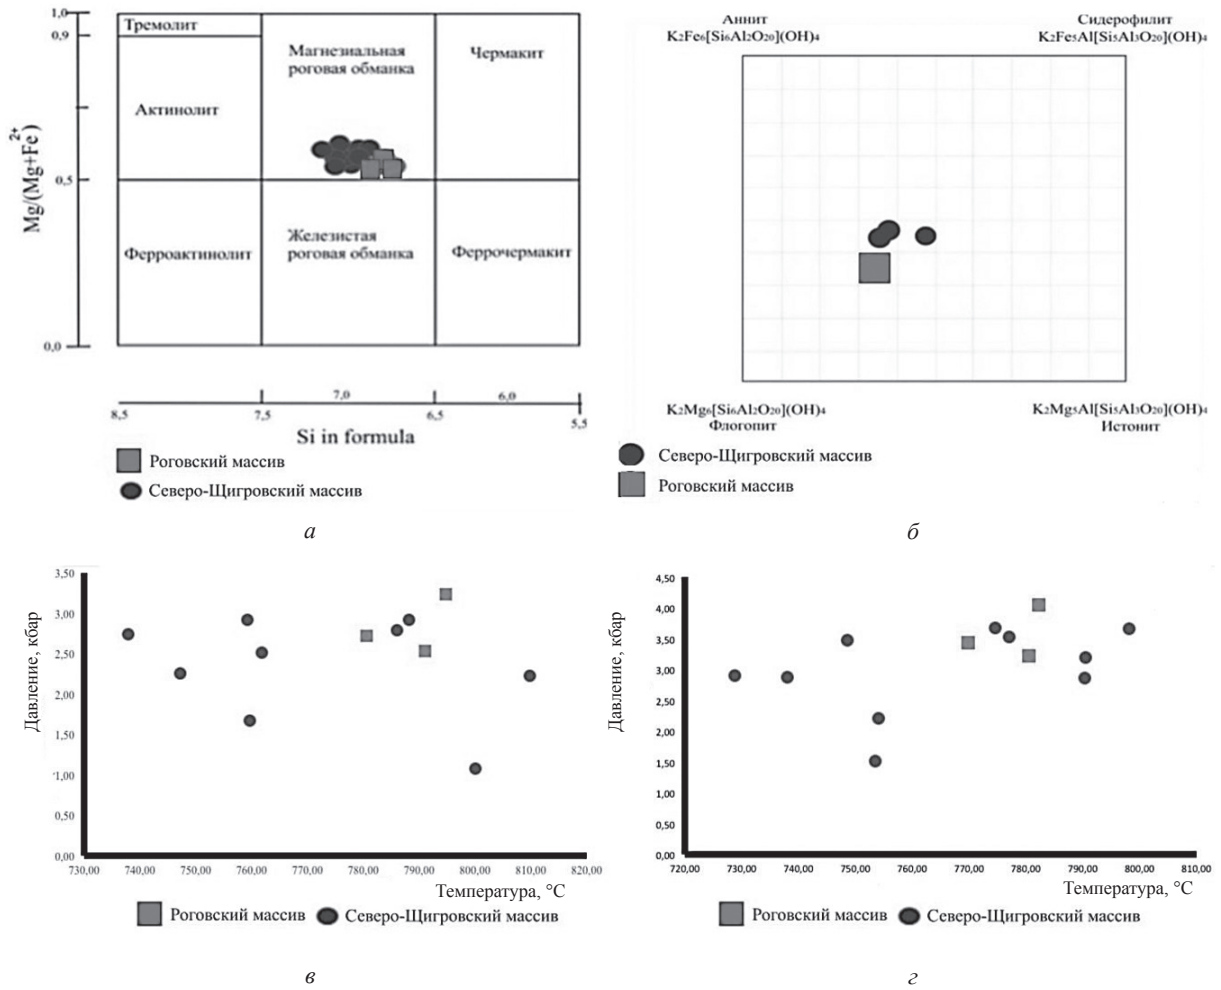 1,0
0,9
0,5
0,0
Mg/(Mg+Fe²⁺)
Тремолит
Актинолит
Ферроактинолит
Магнезиальная
роговая обманка
Железистая
роговая обманка
Чермакит
Феррочермакит
8,5
7,5
7,0
6,5
6,0
5,5
Si in formula
Роговский массив
Северо-Щигровский массив
а
Аннит
K₂Fe₆[Si₆Al₂O₂₀](OH)₄
Сидерофилит
K₂Fe₅Al[Si₅Al₃O₂₀](OH)₄
K₂Mg₆[Si₆Al₂O₂₀](OH)₄
Флогопит
K₂Mg₅Al[Si₅Al₃O₂₀](OH)₄
Истонит
Северо-Щигровский массив
Роговский массив
б
Давление, кбар
3,50
3,00
2,50
2,00
1,50
1,00
0,50
0,00
730,00 740,00 750,00 760,00 770,00 780,00 790,00 800,00 810,00 820,00
Температура, °С
Роговский массив Северо-Щигровский массив
в
Давление, кбар
4,50
4,00
3,50
3,00
2,50
2,00
1,50
1,00
0,50
0,00
720,00 730,00 740,00 750,00 760,00 770,00 780,00 790,00 800,00 810,00
Температура, °С
Роговский массив Северо-Щигровский массив
г